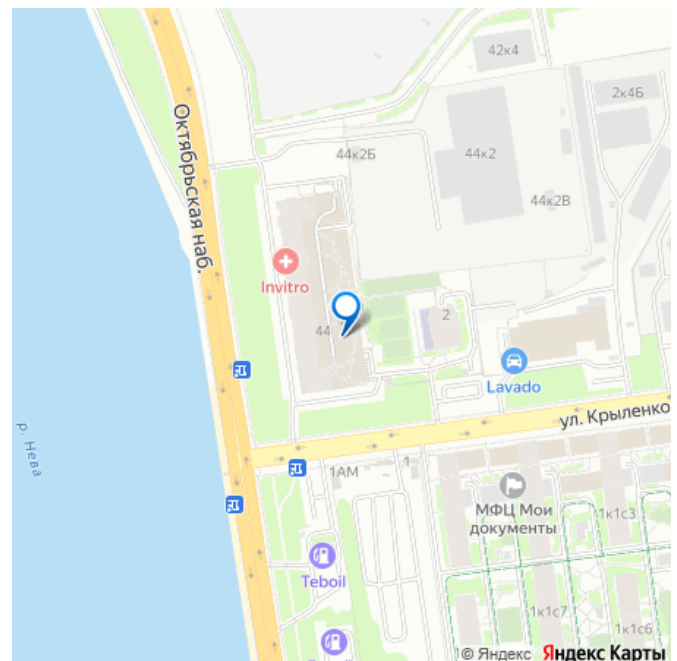 42к4
2к4Б
Октябрьская наб.
44к2Б
44к2
44к2В
Invitro
44
2
Lavado
ул. Крыленко
р. Нева
1АМ
1
МФЦ Мои
документы
1к1с3
Teboil
1к1с7
1к1с6
© Яндекс Яндекс Карты